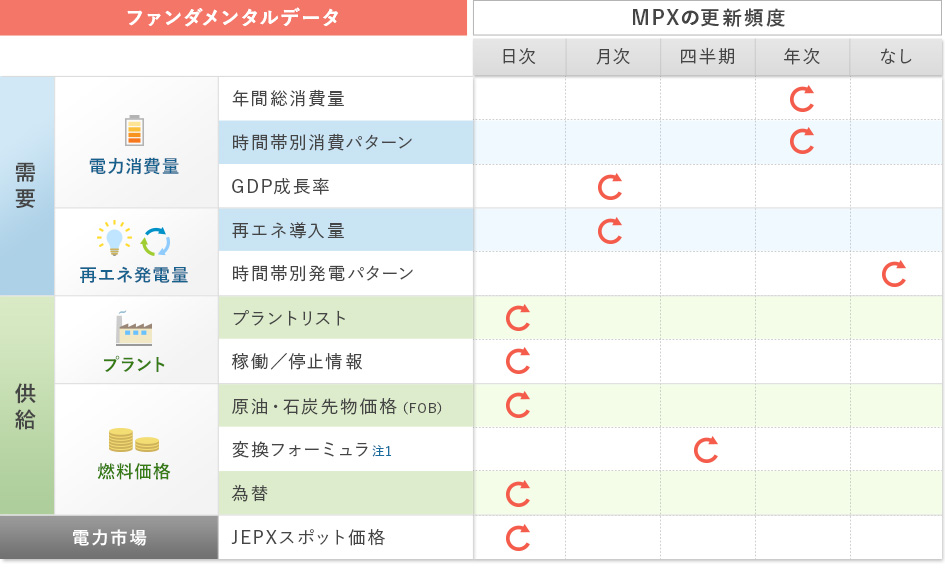 ファンダメンタルデータ
MPXの更新頻度
日次
月次
四半期
年次
なし
需要
電力消費量
年間総消費量
時間帯別消費パターン
GDP成長率
再エネ発電量
再エネ導入量
時間帯別発電パターン
供給
プラント
プラントリスト
稼働／停止情報
燃料価格
原油・石炭先物価格（FOB）
変換フォーミュラ 注1
為替
電力市場
JEPXスポット価格